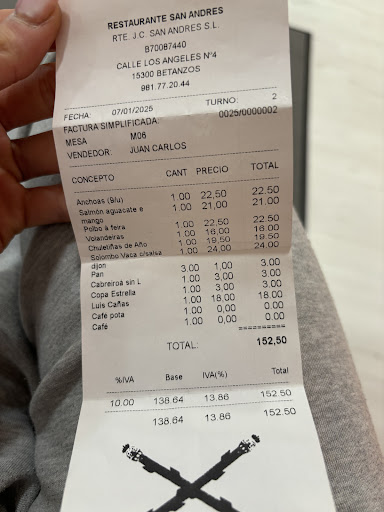 RESTAURANTE SAN ANDRES
RTE. J.C. SAN ANDRES S.L.
B70087440
CALLE LOS ANGELES Nº4
15300 BETANZOS
981.77.20.44
FECHA: 07/01/2025 TURNO: 2
FACTURA SIMPLIFICADA: 0025/0000002
MESA M06
VENDEDOR: JUAN CARLOS
CONCEPTO CANT PRECIO TOTAL
Anchoas (8/u) 1.00 22,50 22.50
Salmón aguacate e 1.00 21,00 21.00
mango
Polbo á feira 1.00 22,50 22.50
Volandeiras 1.00 16,00 16.00
Chuletiñas de Año 1.00 19,50 19.50
Solombo Vaca c/salsa 1.00 24,00 24.00
dijon
Pan 3.00 1,00 3.00
Cabreiroá sin L 1.00 3,00 3.00
Copa Estrella 1.00 3,00 3.00
Luis Cañas 1.00 18,00 18.00
Café pota 1.00 0,00 0.00
Café 1.00 0,00 0.00
==========
TOTAL: 152,50
%IVA Base IVA(%) Total
10.00 138.64 13.86 152.50
138.64 13.86 152.50